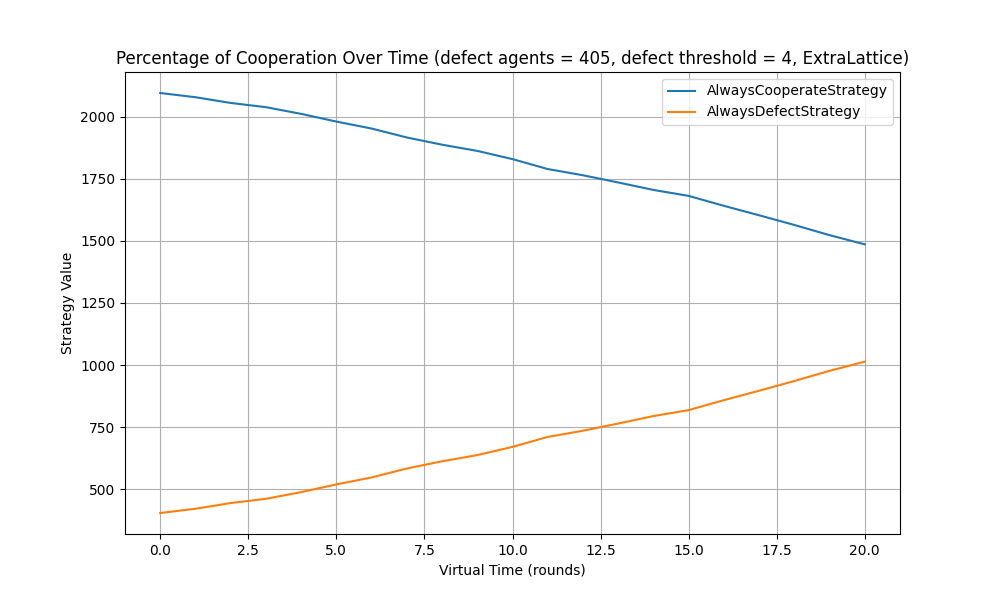 Percentage of Cooperation Over Time (defect agents = 405, defect threshold = 4, ExtraLattice)
AlwaysCooperateStrategy
AlwaysDefectStrategy
Strategy Value
2000
1750
1500
1250
1000
750
500
0.0 2.5 5.0 7.5 10.0 12.5 15.0 17.5 20.0
Virtual Time (rounds)